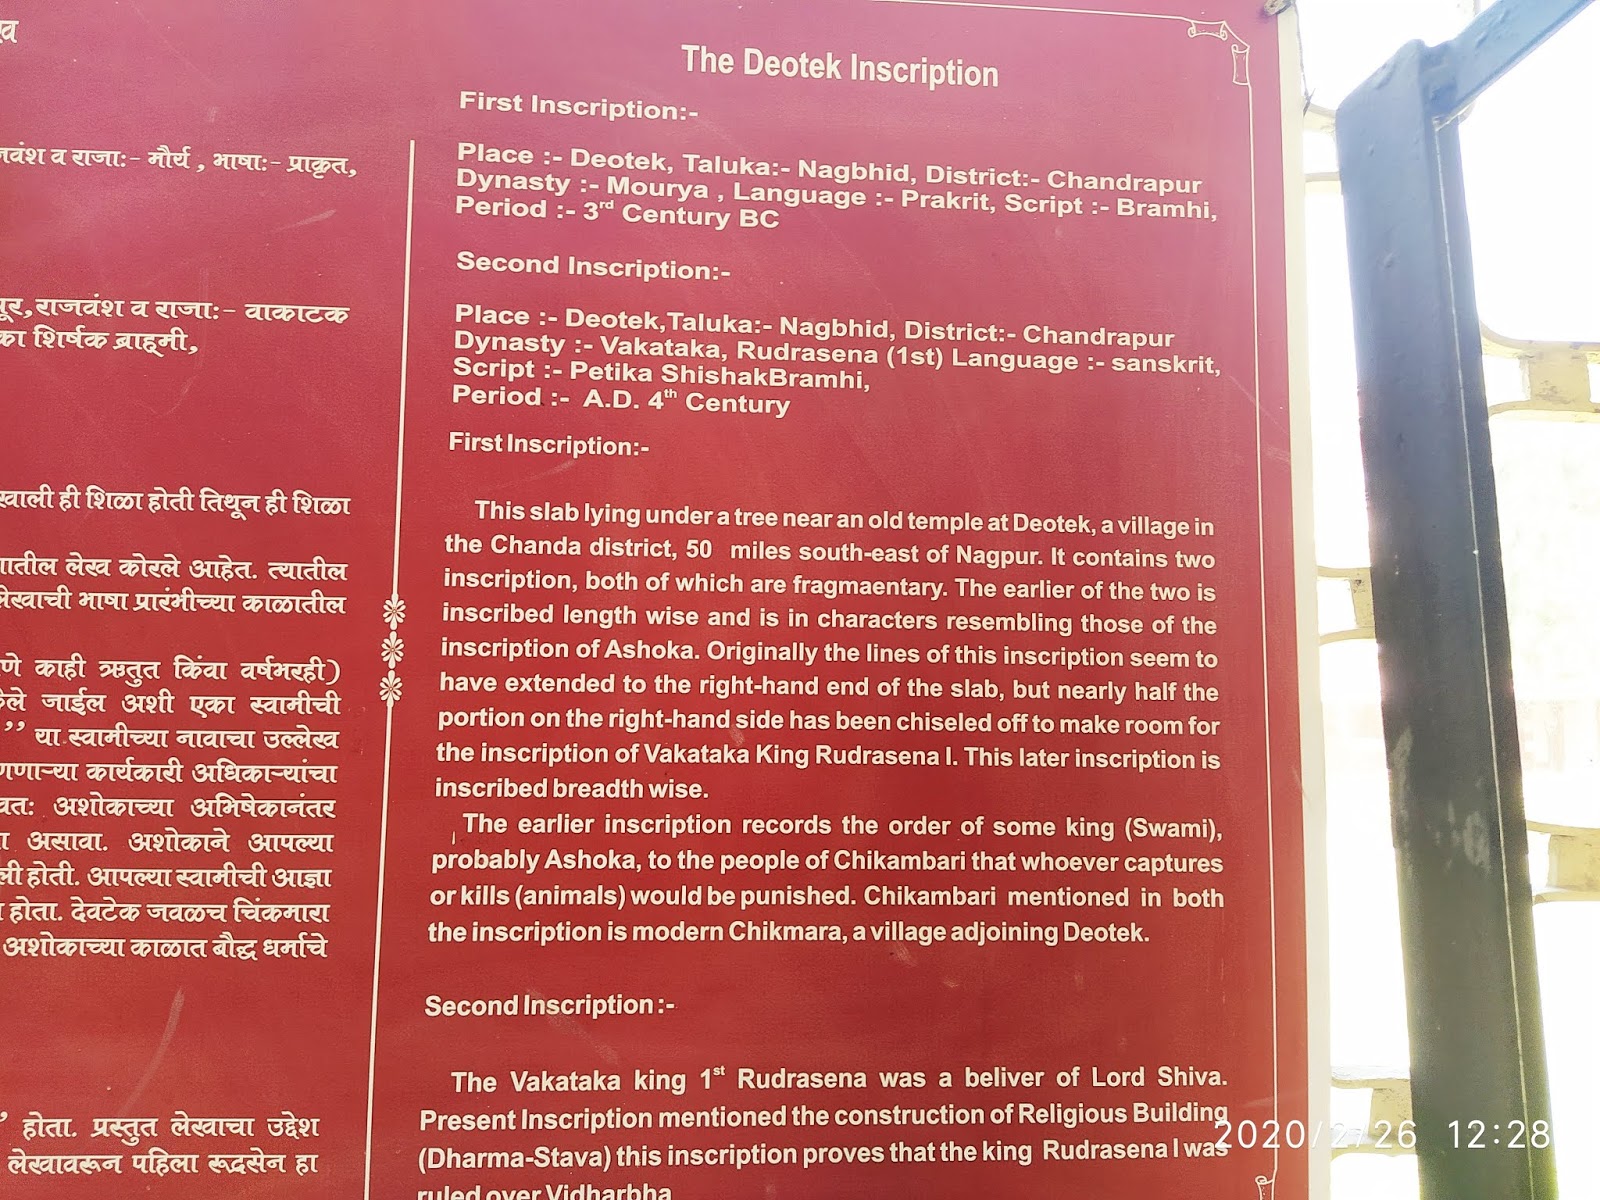 ख
जवंश व राजाः- मौर्य , भाषाः- प्राकृत,
पूर,राजवंश व राजाः- वाकाटक
का शिर्षक ब्राह्मी,
खाली ही शिळा होती तिथून ही शिळा
गातील लेख कोरले आहेत. त्यातील
लेखाची भाषा प्रारंभीच्या काळातील
णे काही ऋतुत किंवा वर्षभरही)
केले जाईल अशी एका स्वामीची
” या स्वामीच्या नावाचा उल्लेख
णणाऱ्या कार्यकारी अधिकाऱ्यांचा
वतः अशोकाच्या अभिषेकानंतर
ा असावा. अशोकाने आपल्या
ली होती. आपल्या स्वामीची आज्ञा
होता. देवटेक जवळच चिंकमारा
अशोकाच्या काळात बौद्ध धर्माचे
’ होता. प्रस्तुत लेखाचा उद्देश
लेखावरून पहिला रूद्रसेन हा
The Deotek Inscription
First Inscription:-
Place :- Deotek, Taluka:- Nagbhid, District:- Chandrapur
Dynasty :- Mourya , Language :- Prakrit, Script :- Bramhi,
Period :- 3rd Century BC
Second Inscription:-
Place :- Deotek,Taluka:- Nagbhid, District:- Chandrapur
Dynasty :- Vakataka, Rudrasena (1st) Language :- sanskrit,
Script :- Petika ShishakBramhi,
Period :- A.D. 4th Century
First Inscription:-
This slab lying under a tree near an old temple at Deotek, a village in
the Chanda district, 50 miles south-east of Nagpur. It contains two
inscription, both of which are fragmaentary. The earlier of the two is
inscribed length wise and is in characters resembling those of the
inscription of Ashoka. Originally the lines of this inscription seem to
have extended to the right-hand end of the slab, but nearly half the
portion on the right-hand side has been chiseled off to make room for
the inscription of Vakataka King Rudrasena I. This later inscription is
inscribed breadth wise.
The earlier inscription records the order of some king (Swami),
probably Ashoka, to the people of Chikambari that whoever captures
or kills (animals) would be punished. Chikambari mentioned in both
the inscription is modern Chikmara, a village adjoining Deotek.
Second Inscription :-
The Vakataka king 1st Rudrasena was a beliver of Lord Shiva.
Present Inscription mentioned the construction of Religious Building
(Dharma-Stava) this inscription proves that the king Rudrasena I was
ruled over Vidharbha
2020/2/26 12:28